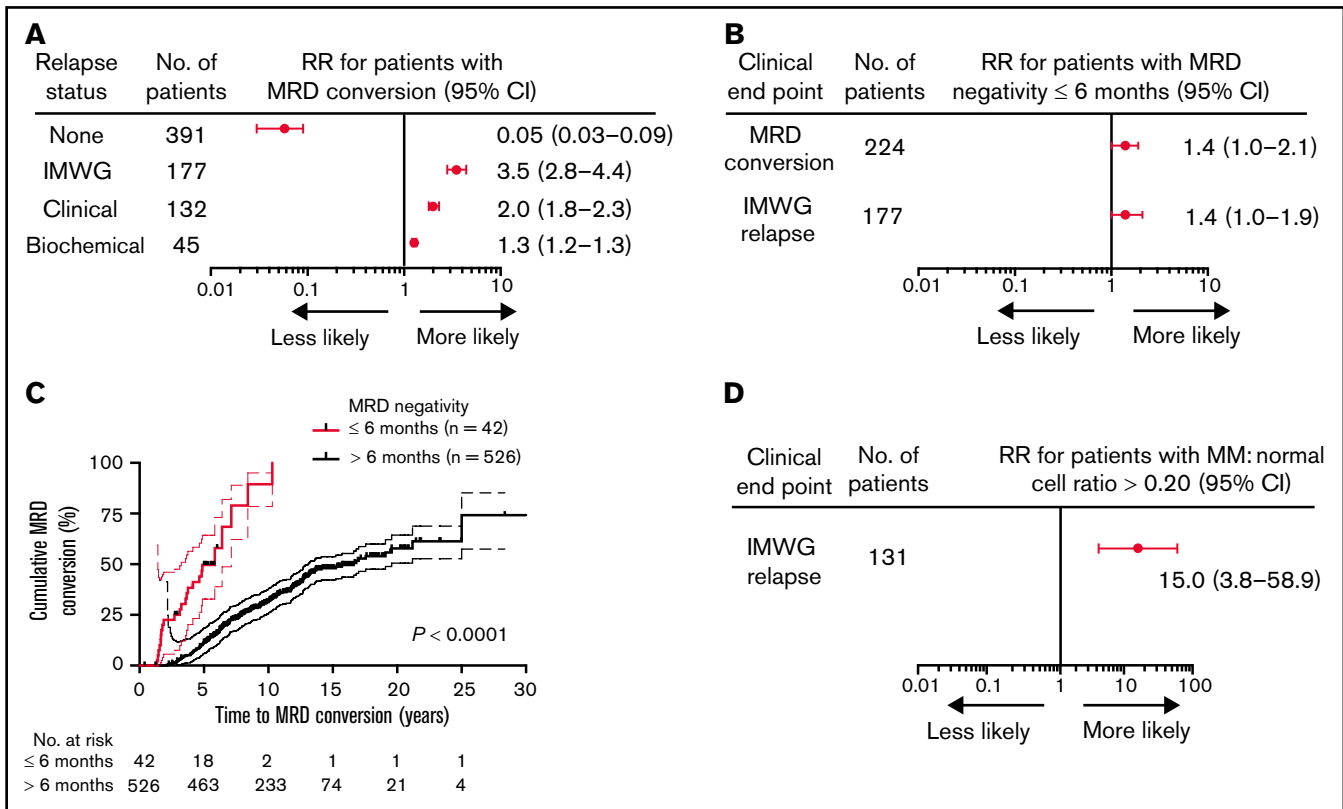 A
Relapse status No. of patients RR for patients with MRD conversion (95% CI)
None 391 0.05 (0.03–0.09)
IMWG 177 3.5 (2.8–4.4)
Clinical 132 2.0 (1.8–2.3)
Biochemical 45 1.3 (1.2–1.3)
0.01 0.1 1 10
Less likely More likely
B
Clinical end point No. of patients RR for patients with MRD negativity ≤ 6 months (95% CI)
MRD conversion 224 1.4 (1.0–2.1)
IMWG relapse 177 1.4 (1.0–1.9)
0.01 0.1 1 10
Less likely More likely
C
MRD negativity
≤ 6 months (n = 42)
> 6 months (n = 526)
Cumulative MRD conversion (%)
100
75
50
25
0
P < 0.0001
0 5 10 15 20 25 30
Time to MRD conversion (years)
No. at risk
≤ 6 months 42 18 2 1 1 1
> 6 months 526 463 233 74 21 4
D
Clinical end point No. of patients RR for patients with MM: normal cell ratio > 0.20 (95% CI)
IMWG relapse 131 15.0 (3.8–58.9)
0.01 0.1 1 10 100
Less likely More likely